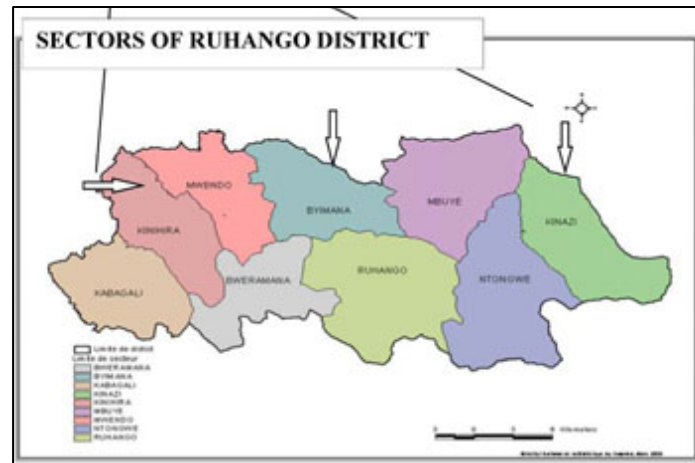 SECTORS OF RUHANGO DISTRICT
MWENDO
BYIMANA
MBUYE
KINAZI
KINIHIRA
RUHANGO
BWERAMANA
NTONGWE
KABAGALI
Limite de district
Limite de secteur
BWERAMANA
BYIMANA
KABAGALI
KINAZI
KINIHIRA
MBUYE
MWENDO
NTONGWE
RUHANGO
Kilometers